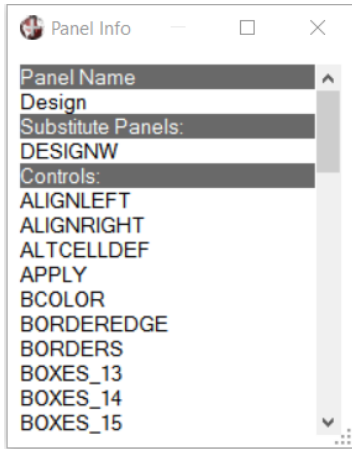 Panel Info
Panel Name
Design
Substitute Panels:
DESIGNW
Controls:
ALIGNLEFT
ALIGNRIGHT
ALTCELLDEF
APPLY
BCOLOR
BORDEREDGE
BORDERS
BOXES_13
BOXES_14
BOXES_15